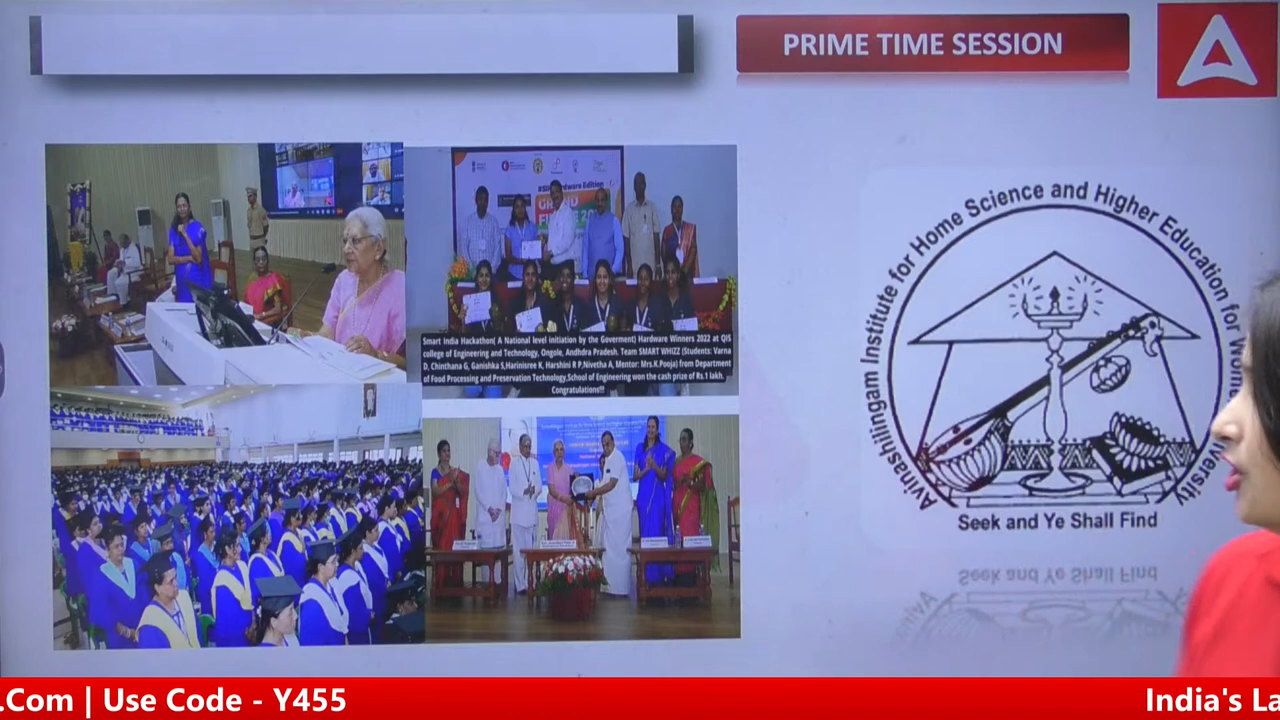 PRIME TIME SESSION
Smart India Hackathon( A National level initiation by the Goverment) Hardware Winners 2022 at QIS
college of Engineering and Technology, Ongole, Andhdra Pradesh. Team SMART WHIZZ (Students: Varna
D, Chinthana G, Ganishka S,Harinisree K, Harshini R P,Nivetha A, Mentor: Mrs.K.Pooja) from Department
of Food Processing and Preservation Technology,School of Engineering won the cash prize of Rs.1 lakh.
Congratulations!!!
Avinashilingam Institute for Home Science and Higher Education for
Seek and Ye Shall Find
.Com | Use Code - Y455
India's La